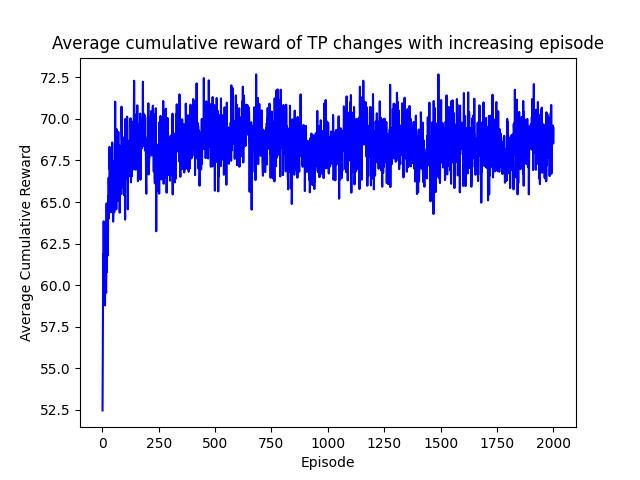 Average cumulative reward of TP changes with increasing episode
72.5
70.0
67.5
65.0
62.5
60.0
57.5
55.0
52.5
Average Cumulative Reward
0 250 500 750 1000 1250 1500 1750 2000
Episode